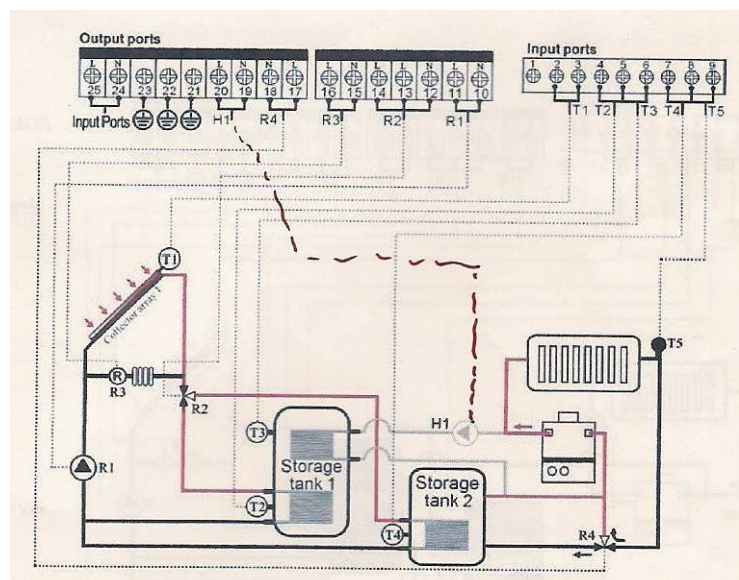 Output ports
L N L N N L
25 24 23 22 21 20 19 18 17
Input Ports H1 R4
L N L L N L N
16 15 14 13 12 11 10
R3 R2 R1
Input ports
1 2 3 4 5 6 7 8 9
T1 T2 T3 T4 T5
T1
Collector array 1
R
R3
R2
R1
T3
Storage
tank 1
T2
H1
Storage
tank 2
T4
T5
R4